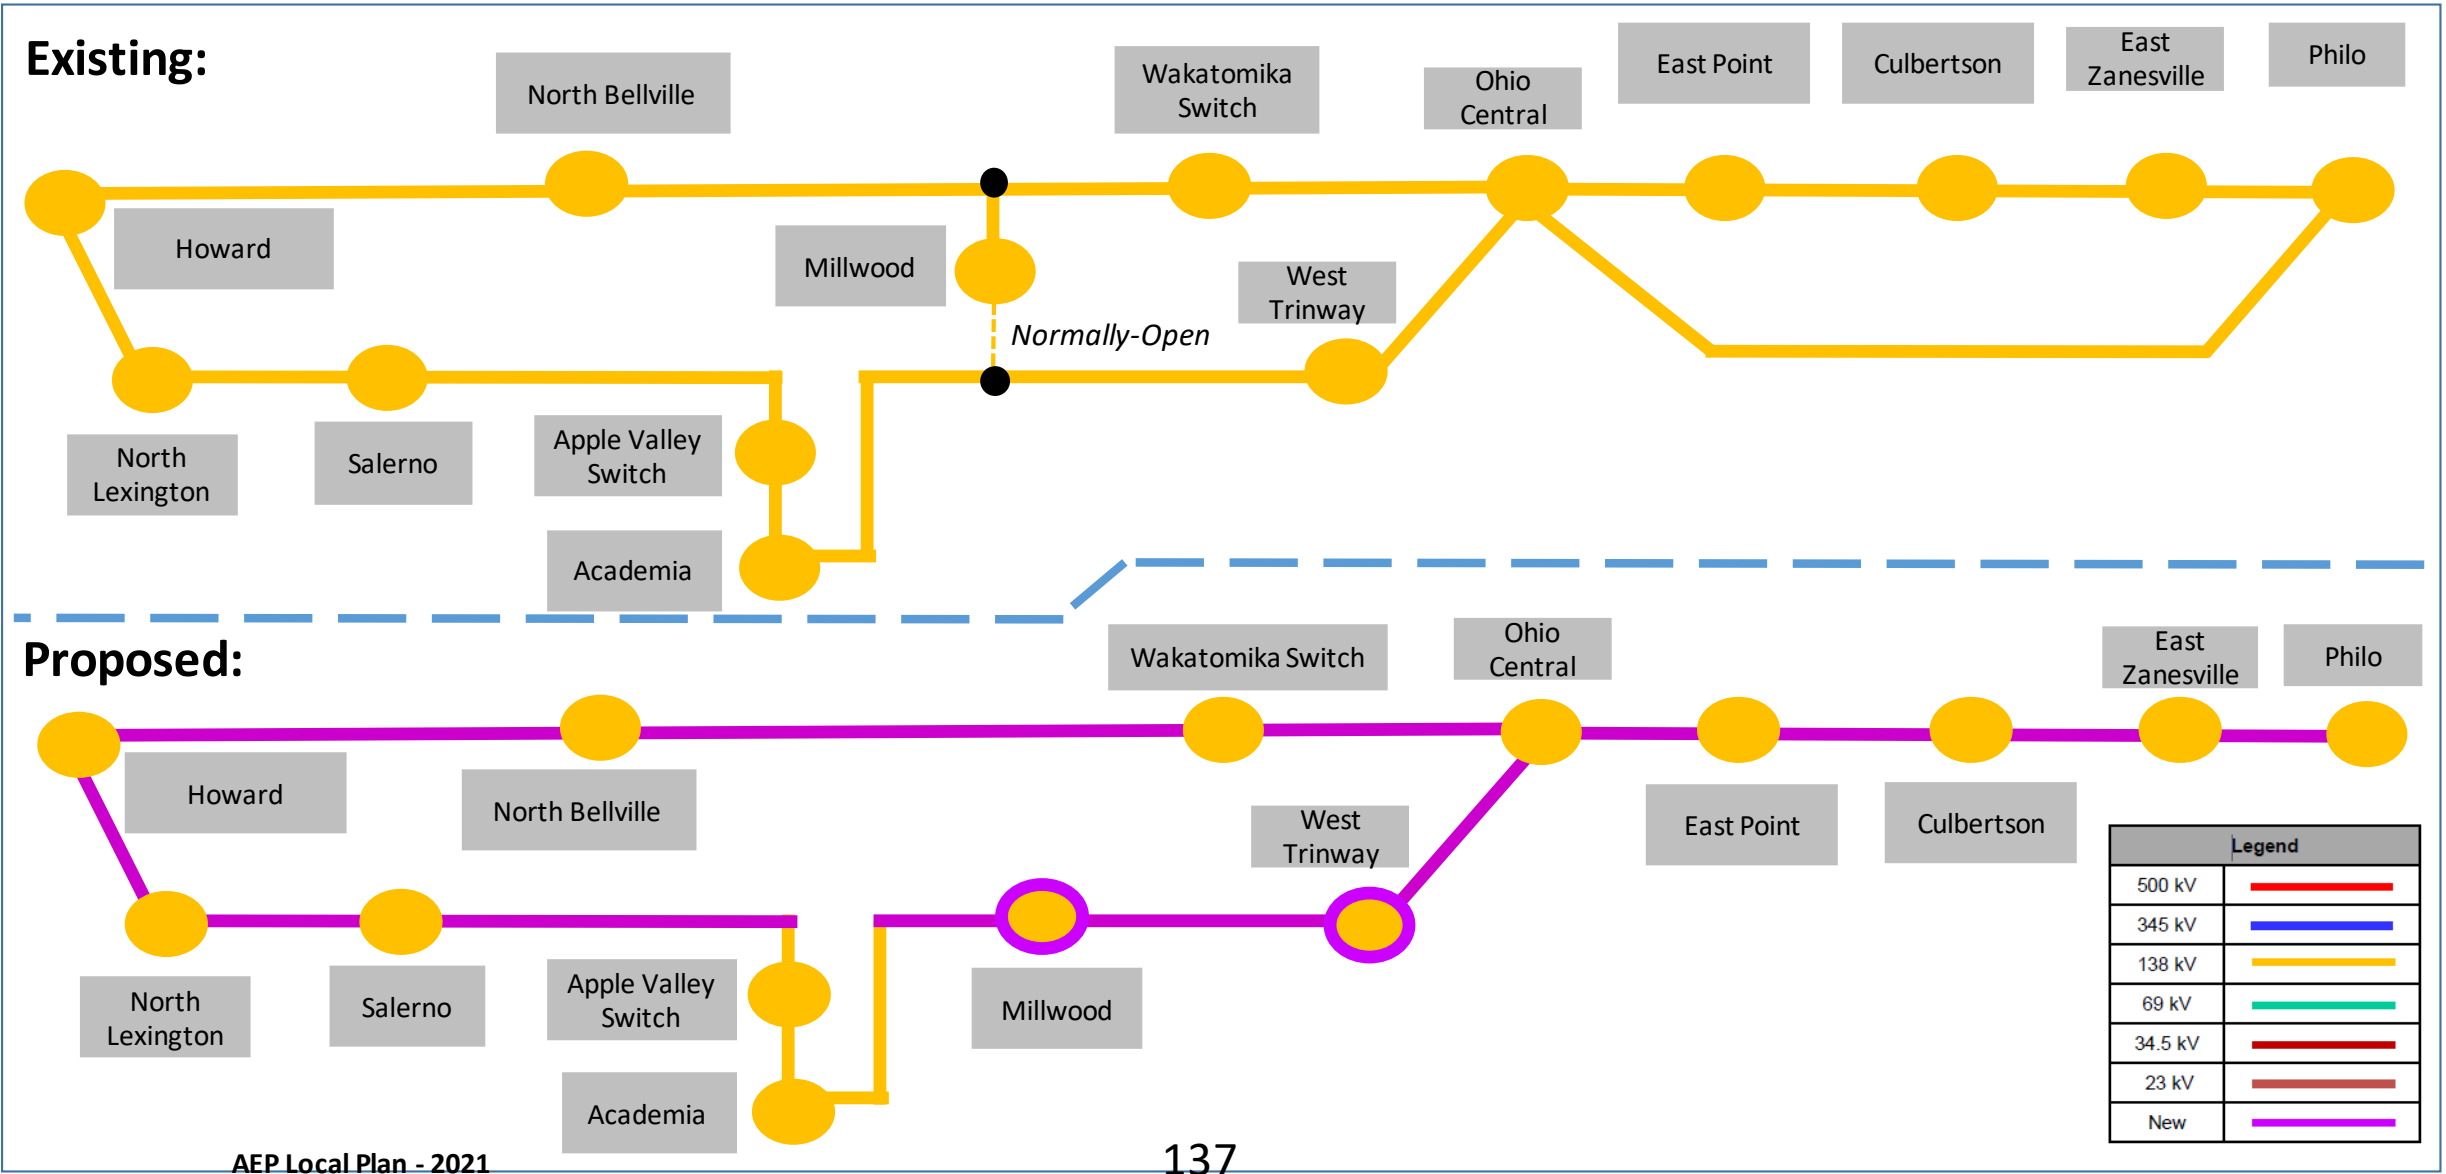 Existing:
North Bellville
Wakatomika
Switch
Ohio
Central
East Point
Culbertson
East
Zanesville
Philo
Howard
Millwood
West
Trinway
Normally-Open
North
Lexington
Salerno
Apple Valley
Switch
Academia
Proposed:
Wakatomika Switch
Ohio
Central
East
Zanesville
Philo
Howard
North Bellville
West
Trinway
East Point
Culbertson
North
Lexington
Salerno
Apple Valley
Switch
Millwood
Academia
Legend
500 kV
345 kV
138 kV
69 kV
34.5 kV
23 kV
New
AEP Local Plan - 2021
137